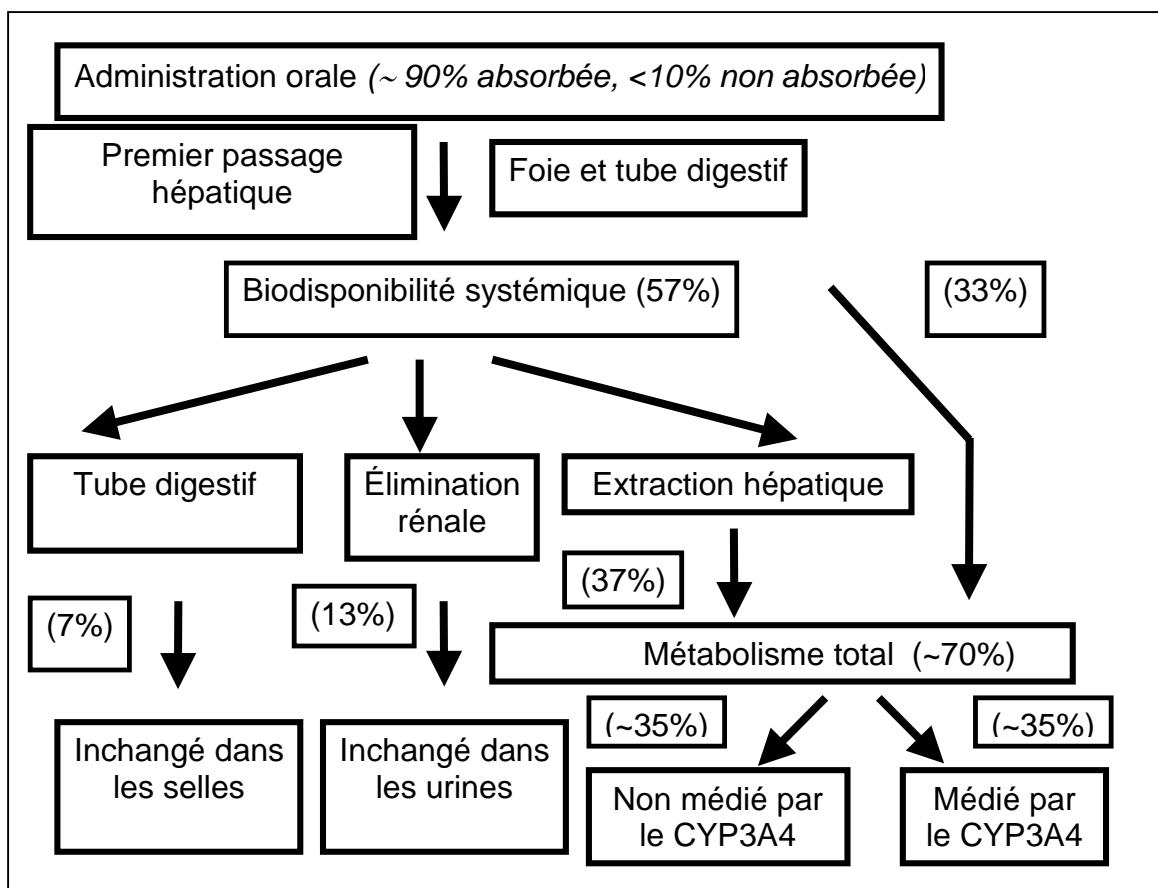 Administration orale (~ 90% absorbée, <10% non absorbée)
Premier passage
hépatique
Foie et tube digestif
Biodisponibilité systémique (57%)
(33%)
Tube digestif
Élimination
rénale
Extraction hépatique
(7%)
(13%)
(37%)
Métabolisme total (~70%)
(~35%)
(~35%)
Inchangé dans
les selles
Inchangé dans
les urines
Non médié par
le CYP3A4
Médié par
le CYP3A4